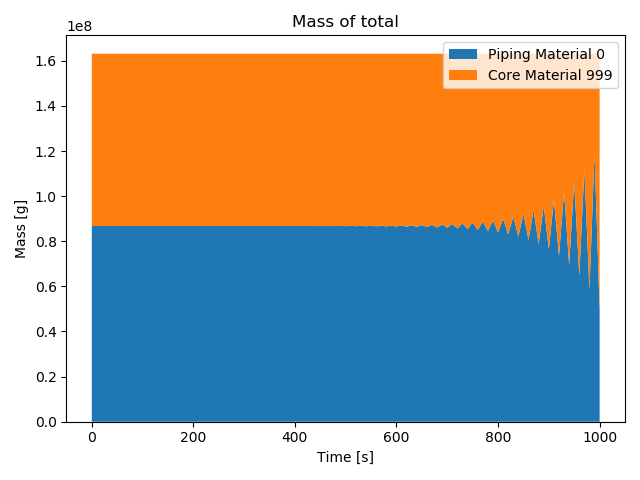 Mass of total
1e8
Piping Material 0
Core Material 999
1.6
1.4
1.2
1.0
0.8
0.6
0.4
0.2
0.0
Mass [g]
0 200 400 600 800 1000
Time [s]